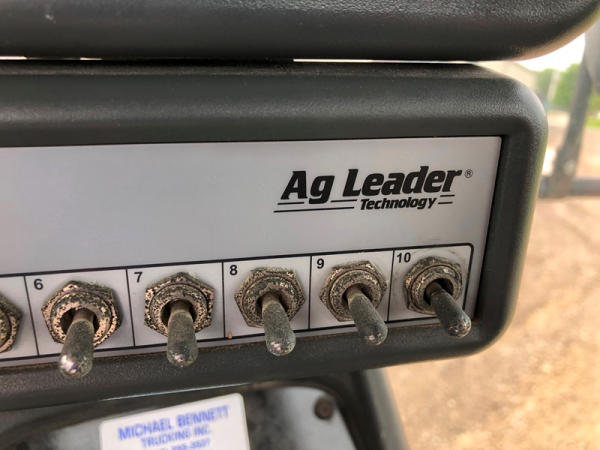 Ag Leader®
Technology
6 7 8 9 10
MICHAEL BENNETT
TRUCKING INC.